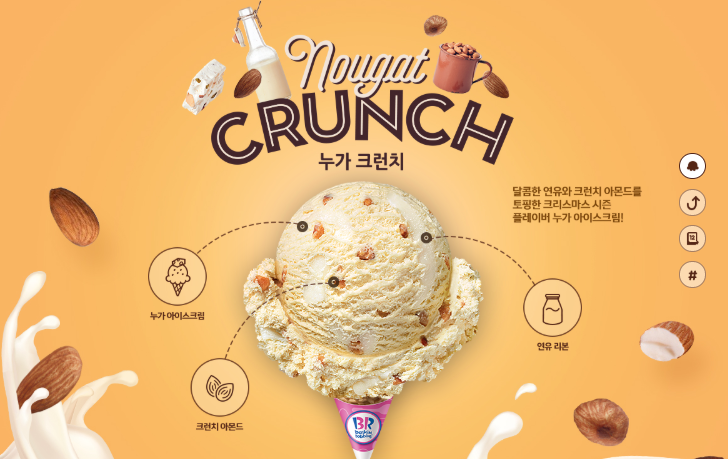 Nougat
CRUNCH
누가 크런치
달콤한 연유와 크런치 아몬드를
토핑한 크리스마스 시즌
플레이버 누가 아이스크림!
누가 아이스크림
연유 리본
크런치 아몬드
BR
baskin
robbins
12
#